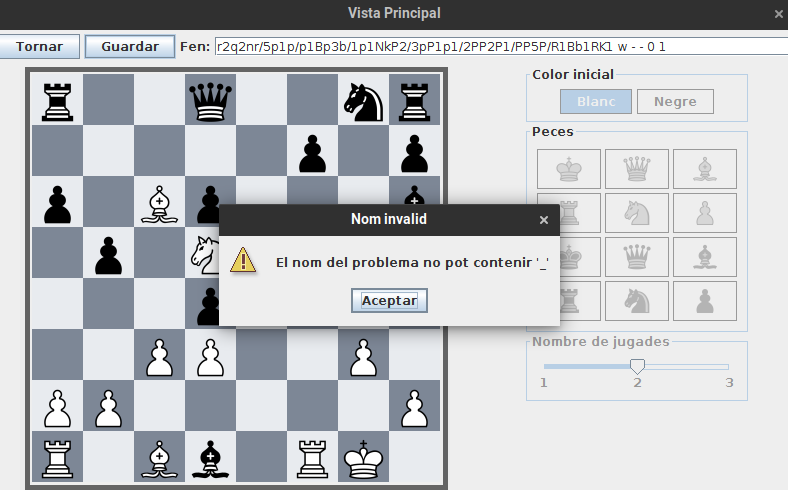 Vista Principal
Tornar Guardar Fen: r2q2nr/5p1p/p1Bp3b/1p1NkP2/3pP1p1/2PP2P1/PP5P/R1Bb1RK1 w - - 0 1
Color inicial
Blanc Negre
Peces
Nom invalid
El nom del problema no pot contenir '_'
Aceptar
Nombre de jugades
1 2 3